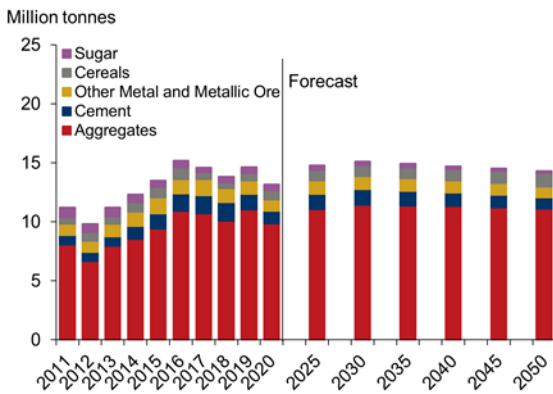 Million tonnes
25
20
15
10
5
0
Sugar
Cereals
Other Metal and Metallic Ore
Cement
Aggregates
Forecast
2011 2012 2013 2014 2015 2016 2017 2018 2019 2020 2025 2030 2035 2040 2045 2050